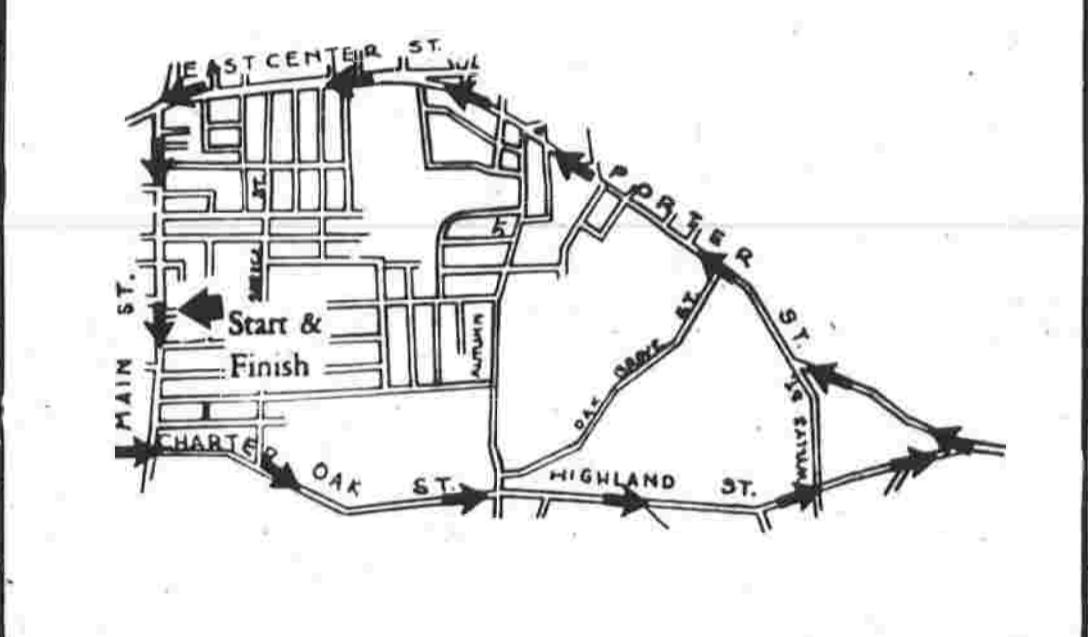 EAST CENTER ST.
PORTER ST.
ST.
MAIN ST.
Start &
Finish
AUTUMN
OAK GROVE ST.
CHARTER OAK ST.
HIGHLAND ST.
WYLLYS ST.